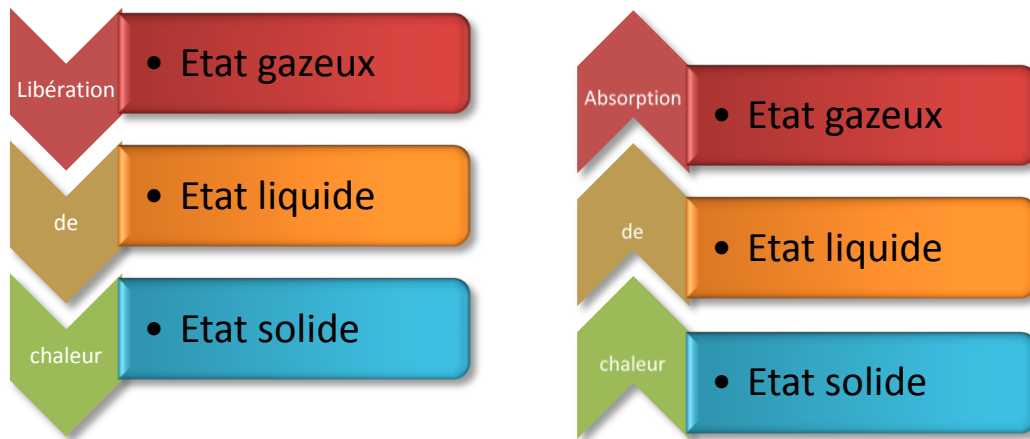 Libération
• Etat gazeux
de
• Etat liquide
chaleur
• Etat solide
Absorption
• Etat gazeux
de
• Etat liquide
chaleur
• Etat solide